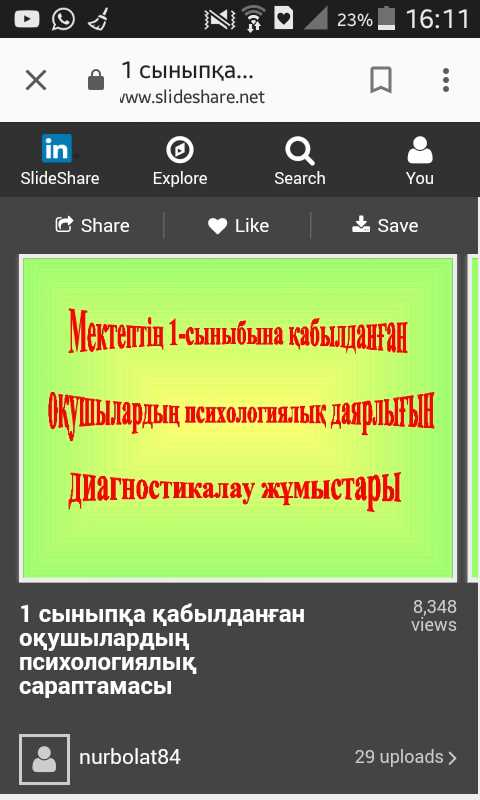 23% 16:11
1 сыныпқа...
www.slideshare.net
in
SlideShare Explore Search You
Share Like Save
Мектептің 1-сыныбына қабылданған
оқушылардың психологиялық даярлығын
диагностикалау жұмыстары
1 сыныпқа қабылданған
оқушылардың
психологиялық
сараптамасы
8,348
views
nurbolat84
29 uploads